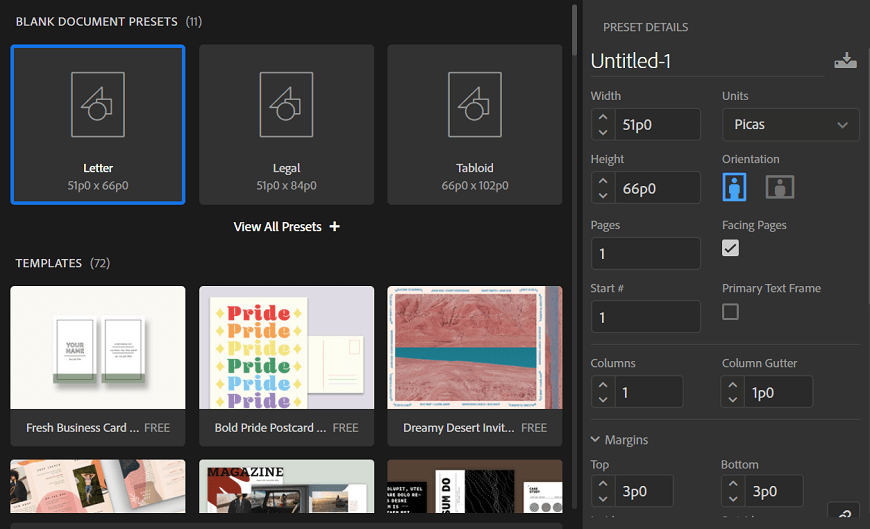 BLANK DOCUMENT PRESETS (11)
Letter
51p0 x 66p0
Legal
51p0 x 84p0
Tabloid
66p0 x 102p0
View All Presets +
TEMPLATES (72)
YOUR
NAME
Pride
Pride
Pride
Pride
Pride
Pride
Fresh Business Card ... FREE
Bold Pride Postcard ... FREE
Dreamy Desert Invit... FREE
MAGAZINE
CASE
STUDY
PRESET DETAILS
Untitled-1
Width
51p0
Units
Picas
Height
66p0
Orientation
Pages
1
Facing Pages
Start #
1
Primary Text Frame
Columns
1
Column Gutter
1p0
Margins
Top
3p0
Bottom
3p0